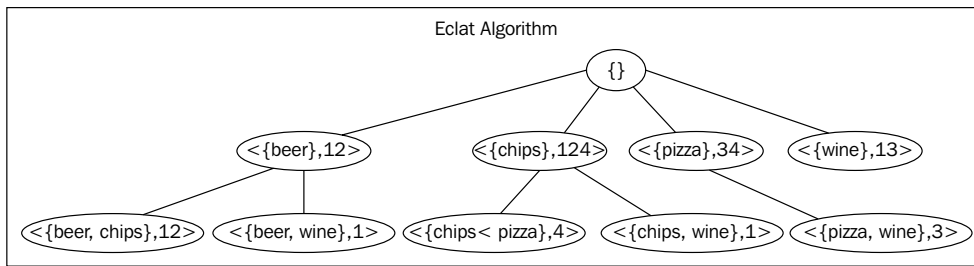 Eclat Algorithm
{}
<{beer},12>
<{chips},124>
<{pizza},34>
<{wine},13>
<{beer, chips},12>
<{beer, wine},1>
<{chips< pizza},4>
<{chips, wine},1>
<{pizza, wine},3>